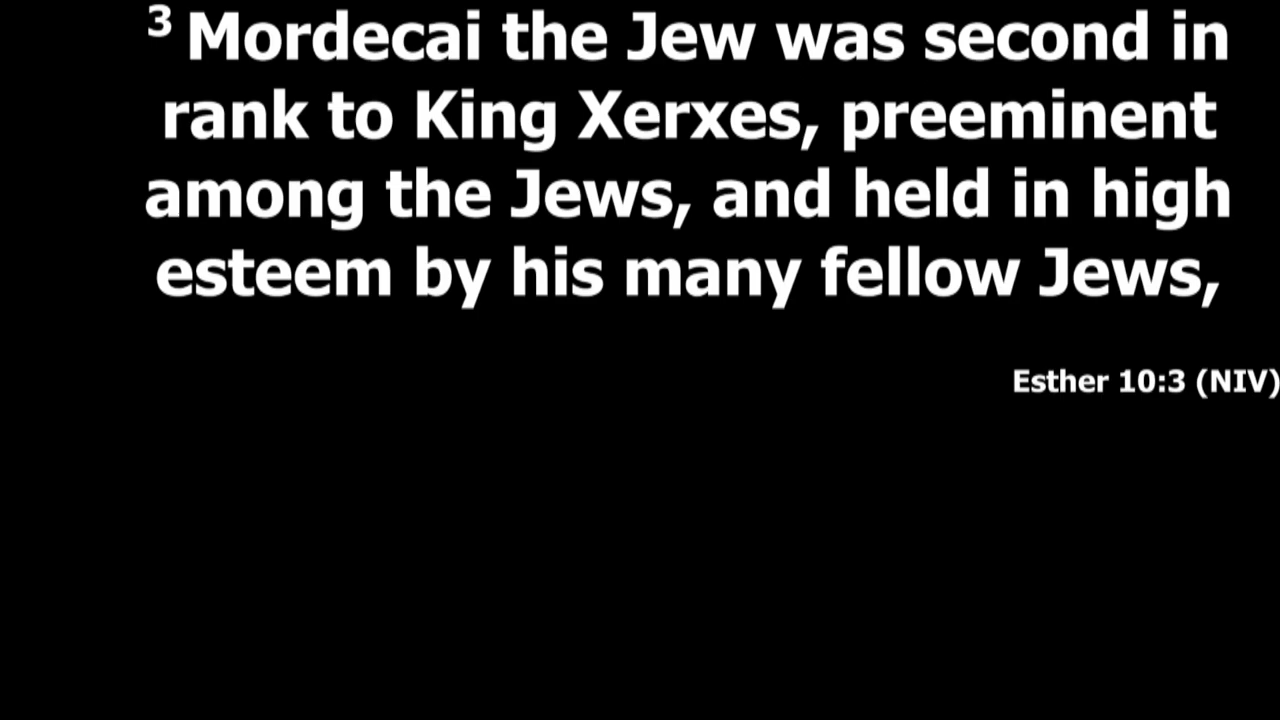 3 Mordecai the Jew was second in
rank to King Xerxes, preeminent
among the Jews, and held in high
esteem by his many fellow Jews,
Esther 10:3 (NIV)